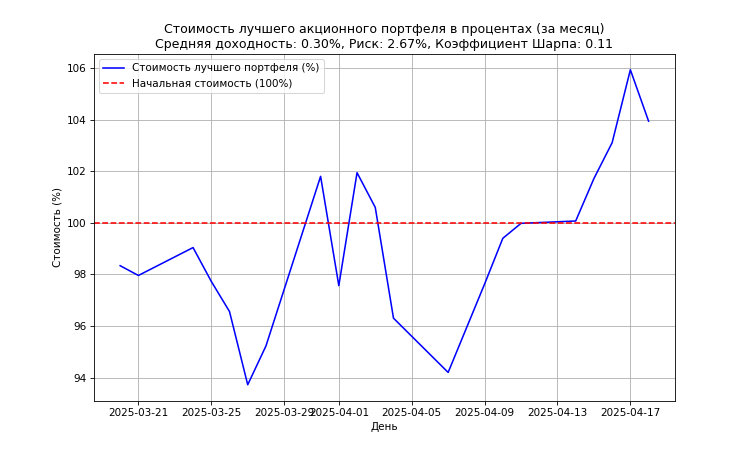 Стоимость лучшего акционного портфеля в процентах (за месяц)
Средняя доходность: 0.30%, Риск: 2.67%, Коэффициент Шарпа: 0.11
Стоимость лучшего портфеля (%)
Начальная стоимость (100%)
Стоимость (%)
106
104
102
100
98
96
94
2025-03-21 2025-03-25 2025-03-29 2025-04-01 2025-04-05 2025-04-09 2025-04-13 2025-04-17
День